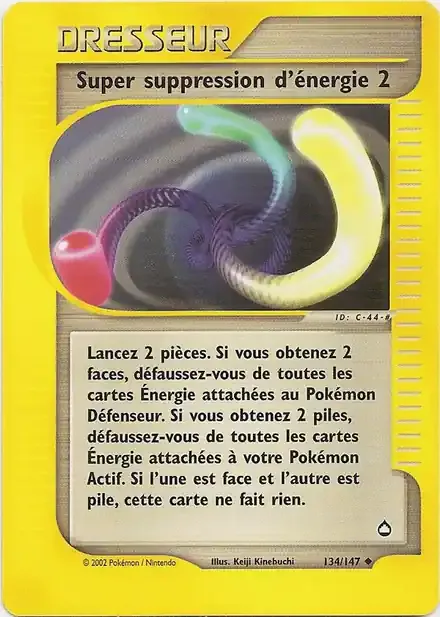 DRESSEUR
Super suppression d'énergie 2
ID: C-44-#
Lancez 2 pièces. Si vous obtenez 2
faces, défaussez-vous de toutes les
cartes Énergie attachées au Pokémon
Défenseur. Si vous obtenez 2 piles,
défaussez-vous de toutes les cartes
Énergie attachées à votre Pokémon
Actif. Si l'une est face et l'autre est
pile, cette carte ne fait rien.
© 2002 Pokémon / Nintendo Illus. Keiji Kinebuchi 134/147